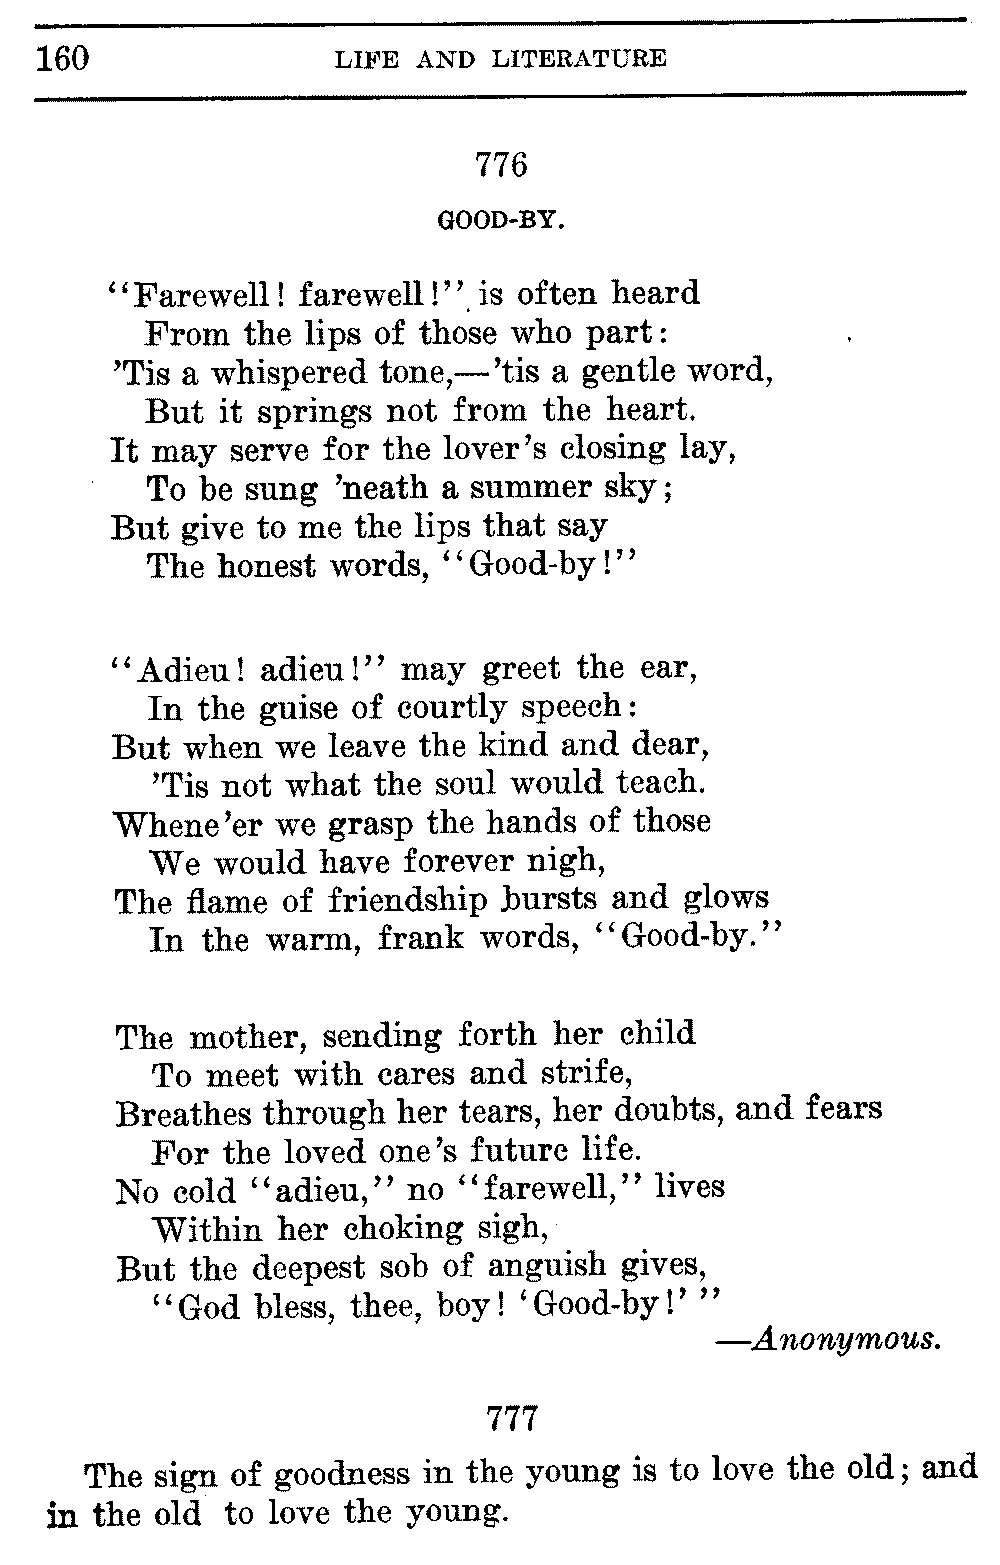 160 LIFE AND LITERATURE
776
GOOD-BY.
"Farewell! farewell!" is often heard
From the lips of those who part:
'Tis a whispered tone,—'tis a gentle word,
But it springs not from the heart.
It may serve for the lover's closing lay,
To be sung 'neath a summer sky;
But give to me the lips that say
The honest words, "Good-by!"
"Adieu! adieu!" may greet the ear,
In the guise of courtly speech:
But when we leave the kind and dear,
'Tis not what the soul would teach.
Whene'er we grasp the hands of those
We would have forever nigh,
The flame of friendship bursts and glows
In the warm, frank words, "Good-by."
The mother, sending forth her child
To meet with cares and strife,
Breathes through her tears, her doubts, and fears
For the loved one's future life.
No cold "adieu," no "farewell," lives
Within her choking sigh,
But the deepest sob of anguish gives,
"God bless, thee, boy! 'Good-by!' "
—Anonymous.
777
The sign of goodness in the young is to love the old; and
in the old to love the young.